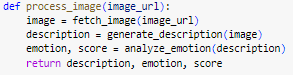 def process_image(image_url):
    image = fetch_image(image_url)
    description = generate_description(image)
    emotion, score = analyze_emotion(description)
    return description, emotion, score